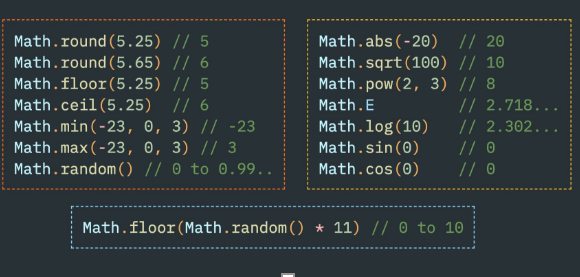 Math.round(5.25) // 5
Math.round(5.65) // 6
Math.floor(5.25) // 5
Math.ceil(5.25)  // 6
Math.min(-23, 0, 3) // -23
Math.max(-23, 0, 3) // 3
Math.random() // 0 to 0.99..
Math.abs(-20)  // 20
Math.sqrt(100) // 10
Math.pow(2, 3) // 8
Math.E         // 2.718...
Math.log(10)   // 2.302...
Math.sin(0)    // 0
Math.cos(0)    // 0
Math.floor(Math.random() * 11) // 0 to 10